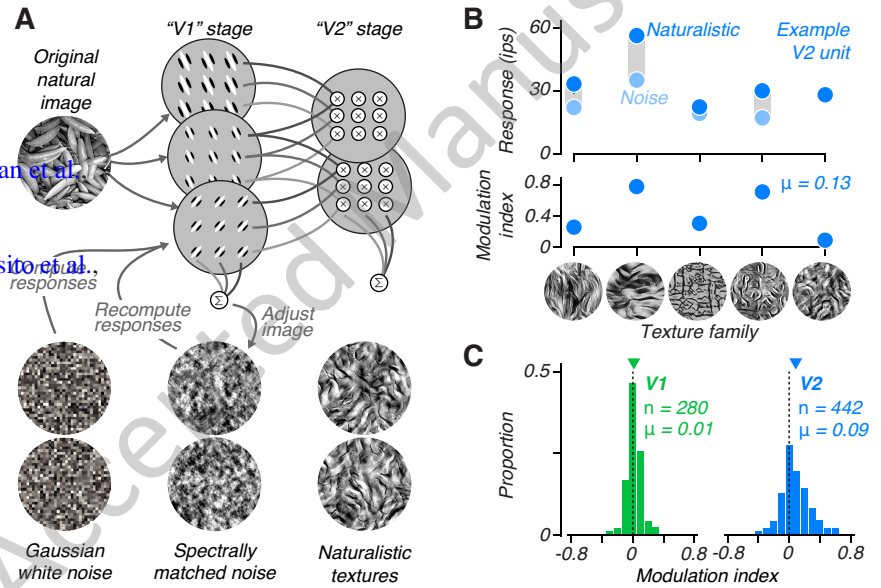 A
"V1" stage
"V2" stage
Original
natural
image
an et al.,
sito et al.,
Compute
responses
Recompute
responses
Adjust
image
Σ
Σ
Gaussian
white noise
Spectrally
matched noise
Naturalistic
textures
B
Response (ips)
60
30
0
Naturalistic
Noise
Example
V2 unit
Modulation
index
0.8
0.4
0
μ = 0.13
Texture family
C
Proportion
0.5
0
V1
n = 280
μ = 0.01
V2
n = 442
μ = 0.09
-0.8
0
0.8
-0.8
0
0.8
Modulation index
Accepted Manus